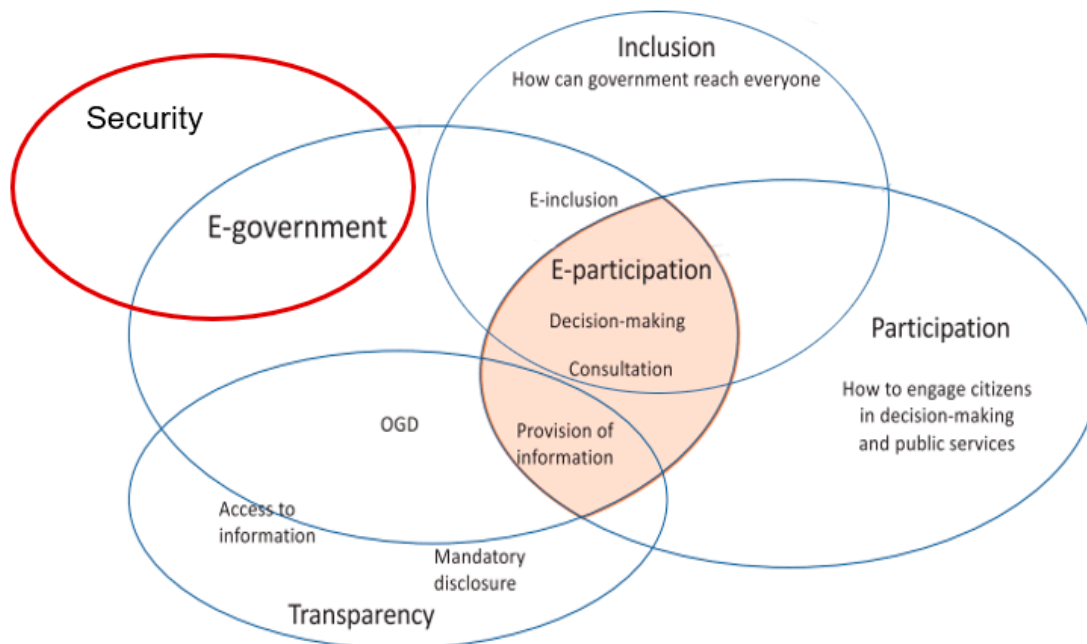 Inclusion
How can government reach everyone
Security
E-inclusion
E-government
E-participation
Decision-making
Consultation
Participation
How to engage citizens
in decision-making
and public services
OGD
Provision of
information
Access to
information
Mandatory
disclosure
Transparency